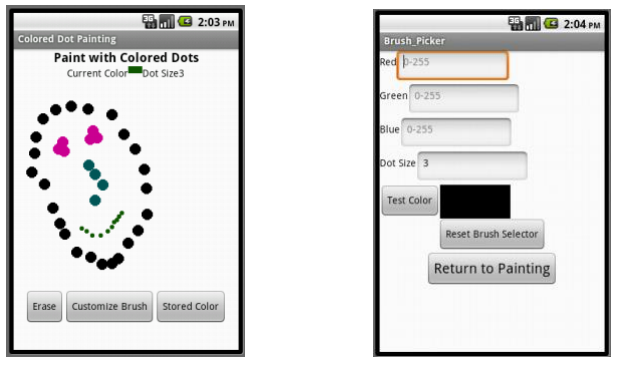 3G 2:03 PM
Colored Dot Painting
Paint with Colored Dots
Current Color Dot Size3
Erase Customize Brush Stored Color
3G 2:04 PM
Brush_Picker
Red 0-255
Green 0-255
Blue 0-255
Dot Size 3
Test Color
Reset Brush Selector
Return to Painting